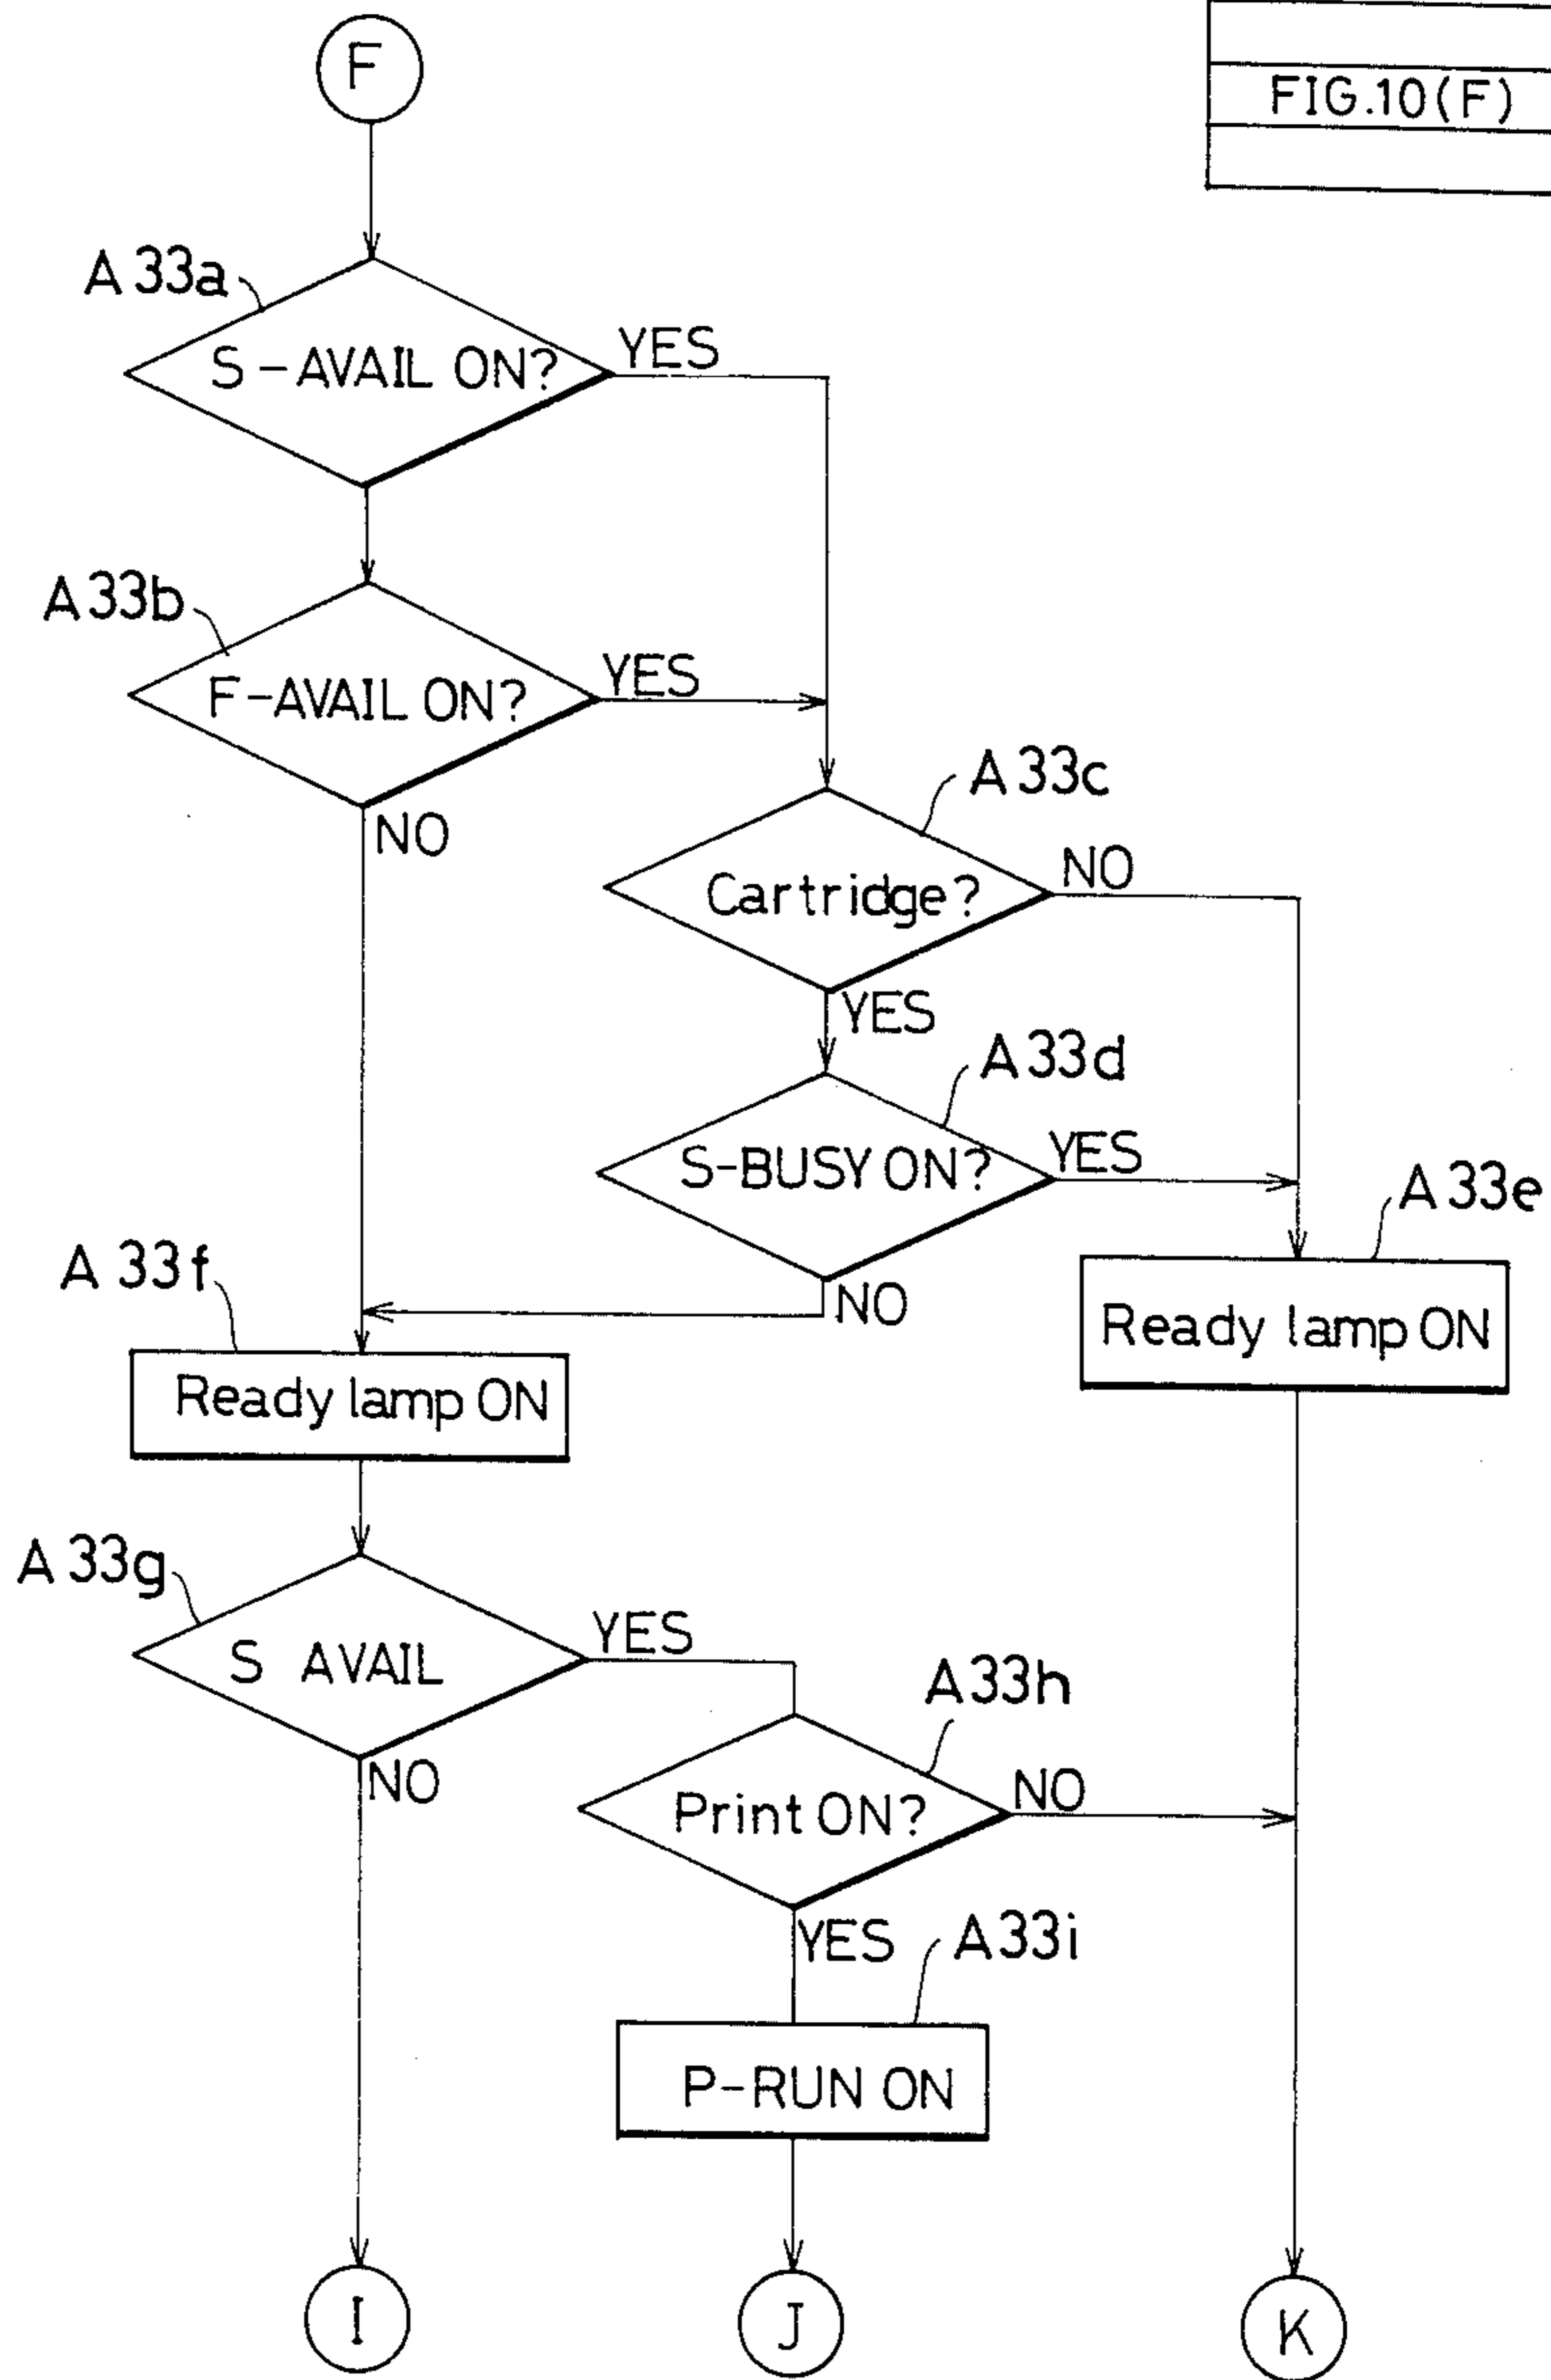 F
FIG.10(F)
A33a
S-AVAIL ON?
YES
A33b
F-AVAIL ON?
YES
NO
A33c
Cartridge?
NO
YES
A33d
S-BUSY ON?
YES
NO
A33e
Ready lamp ON
A33f
Ready lamp ON
A33g
S AVAIL
YES
NO
A33h
Print ON?
NO
YES
A33i
P-RUN ON
I
J
K